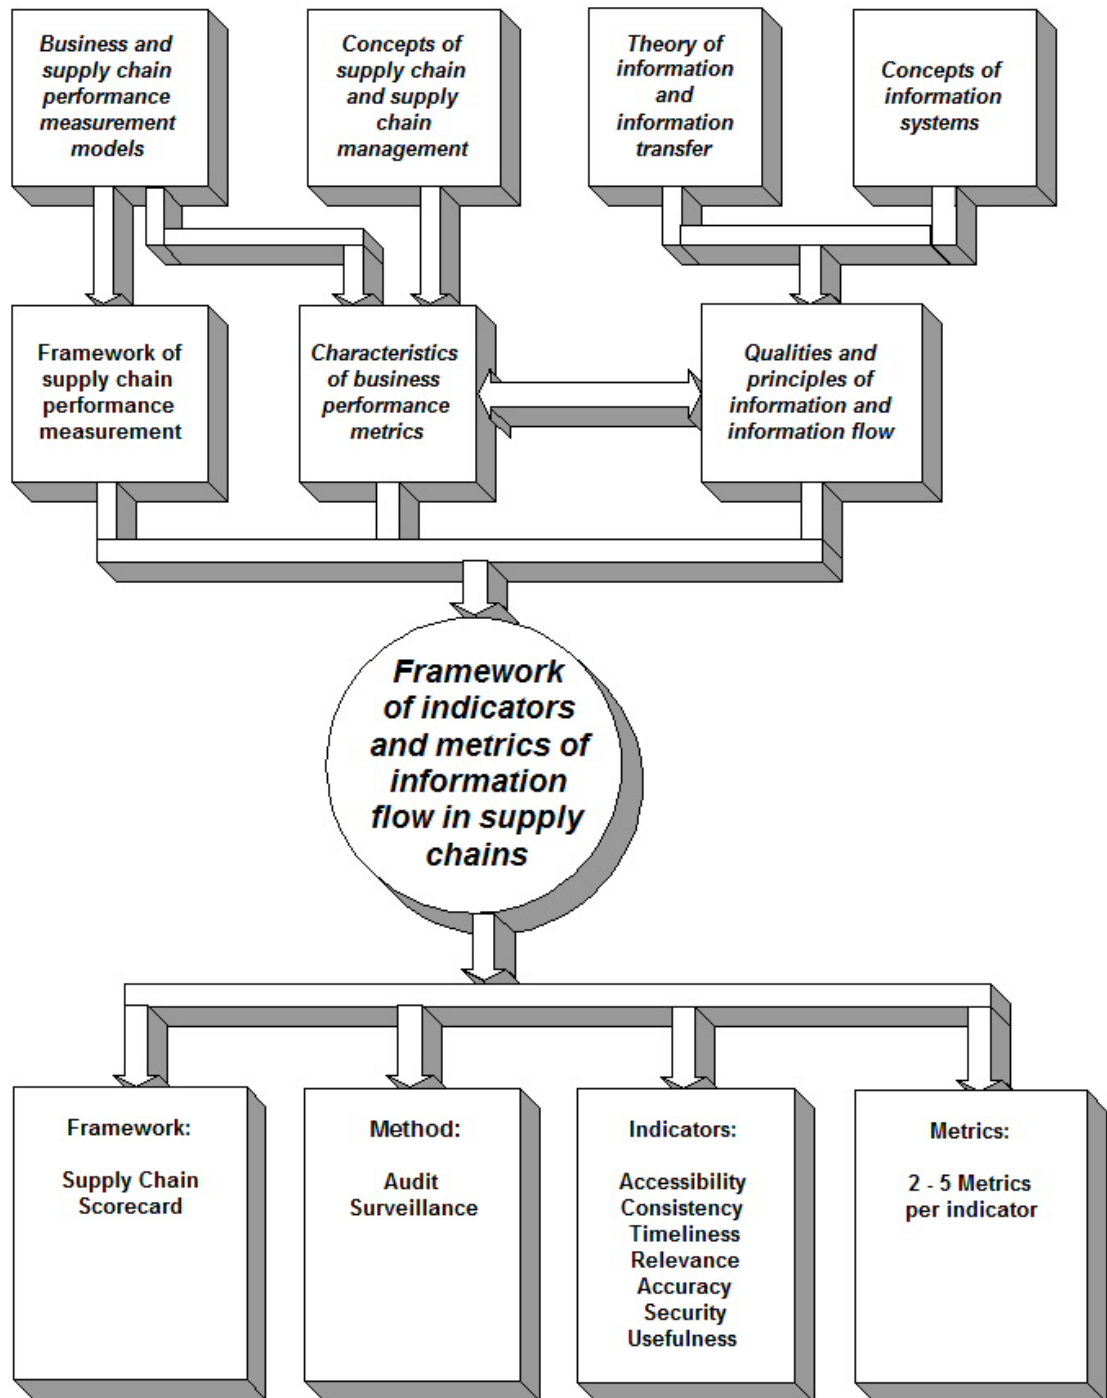 Business and
supply chain
performance
measurement
models
Concepts of
supply chain
and supply
chain
management
Theory of
information
and
information
transfer
Concepts of
information
systems
Framework of
supply chain
performance
measurement
Characteristics
of business
performance
metrics
Qualities and
principles of
information and
information flow
Framework
of indicators
and metrics of
information
flow in supply
chains
Framework:
Supply Chain
Scorecard
Method:
Audit
Surveillance
Indicators:
Accessibility
Consistency
Timeliness
Relevance
Accuracy
Security
Usefulness
Metrics:
2 - 5 Metrics
per indicator